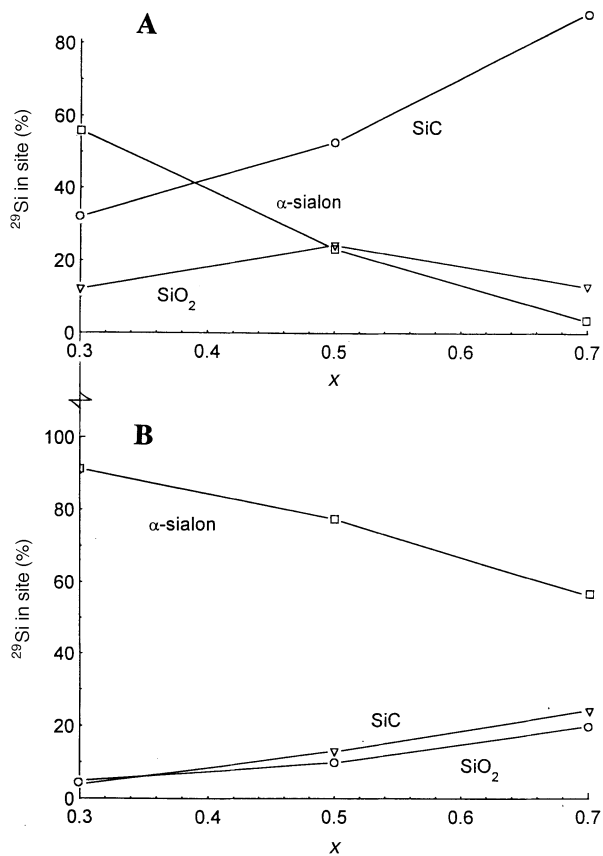 A
80
60
40
20
0
²⁹Si in site (%)
SiC
α-sialon
SiO₂
0.3 0.4 0.5 0.6 0.7
x
B
100
80
60
40
20
0
²⁹Si in site (%)
α-sialon
SiC
SiO₂
0.3 0.4 0.5 0.6 0.7
x